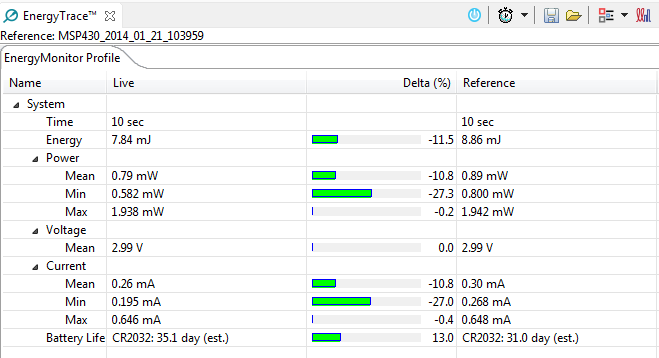 EnergyTrace™
Reference: MSP430_2014_01_21_103959
EnergyMonitor Profile
Name Live Delta (%) Reference
System
Time 10 sec 10 sec
Energy 7.84 mJ -11.5 8.86 mJ
Power
Mean 0.79 mW -10.8 0.89 mW
Min 0.582 mW -27.3 0.800 mW
Max 1.938 mW -0.2 1.942 mW
Voltage
Mean 2.99 V 0.0 2.99 V
Current
Mean 0.26 mA -10.8 0.30 mA
Min 0.195 mA -27.0 0.268 mA
Max 0.646 mA -0.4 0.648 mA
Battery Life CR2032: 35.1 day (est.) 13.0 CR2032: 31.0 day (est.)